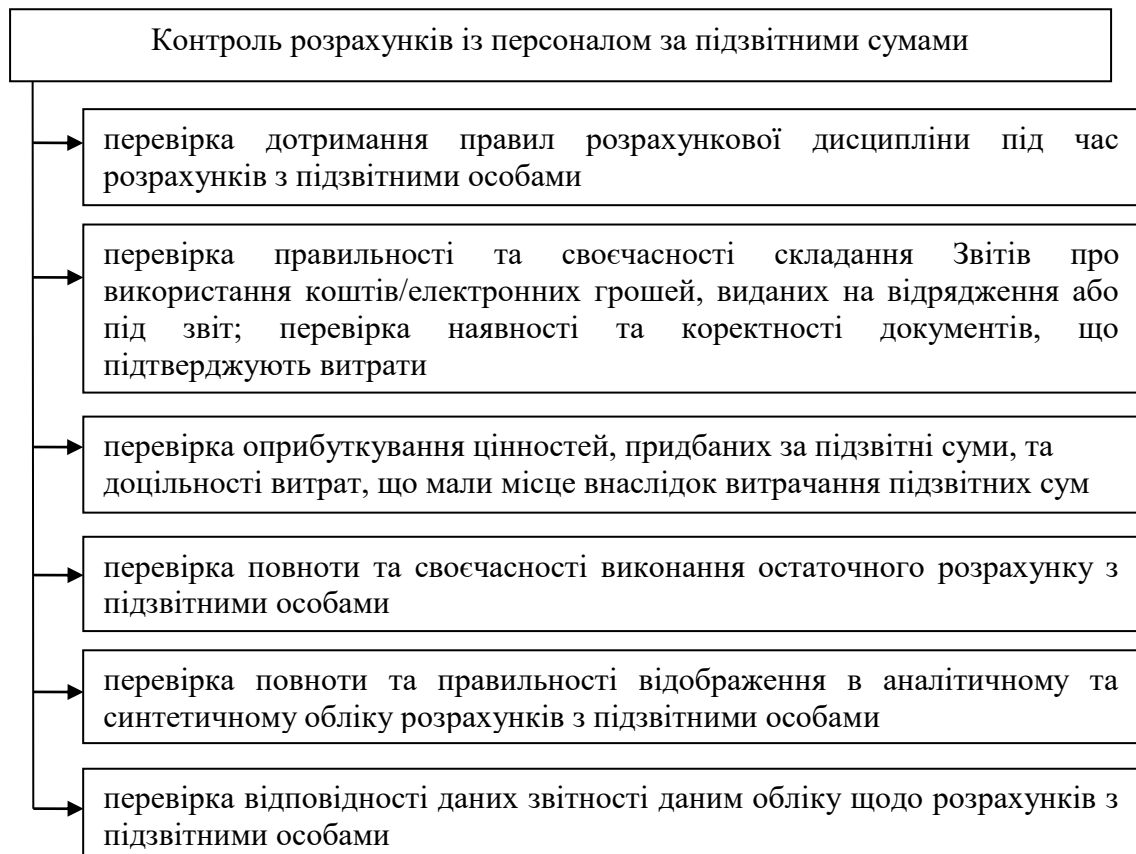 Контроль розрахунків із персоналом за підзвітними сумами
перевірка дотримання правил розрахункової дисципліни під час
розрахунків з підзвітними особами
перевірка правильності та своєчасності складання Звітів про
використання коштів/електронних грошей, виданих на відрядження або
під звіт; перевірка наявності та коректності документів, що
підтверджують витрати
перевірка оприбуткування цінностей, придбаних за підзвітні суми, та
доцільності витрат, що мали місце внаслідок витрачання підзвітних сум
перевірка повноти та своєчасності виконання остаточного розрахунку з
підзвітними особами
перевірка повноти та правильності відображення в аналітичному та
синтетичному обліку розрахунків з підзвітними особами
перевірка відповідності даних звітності даним обліку щодо розрахунків з
підзвітними особами